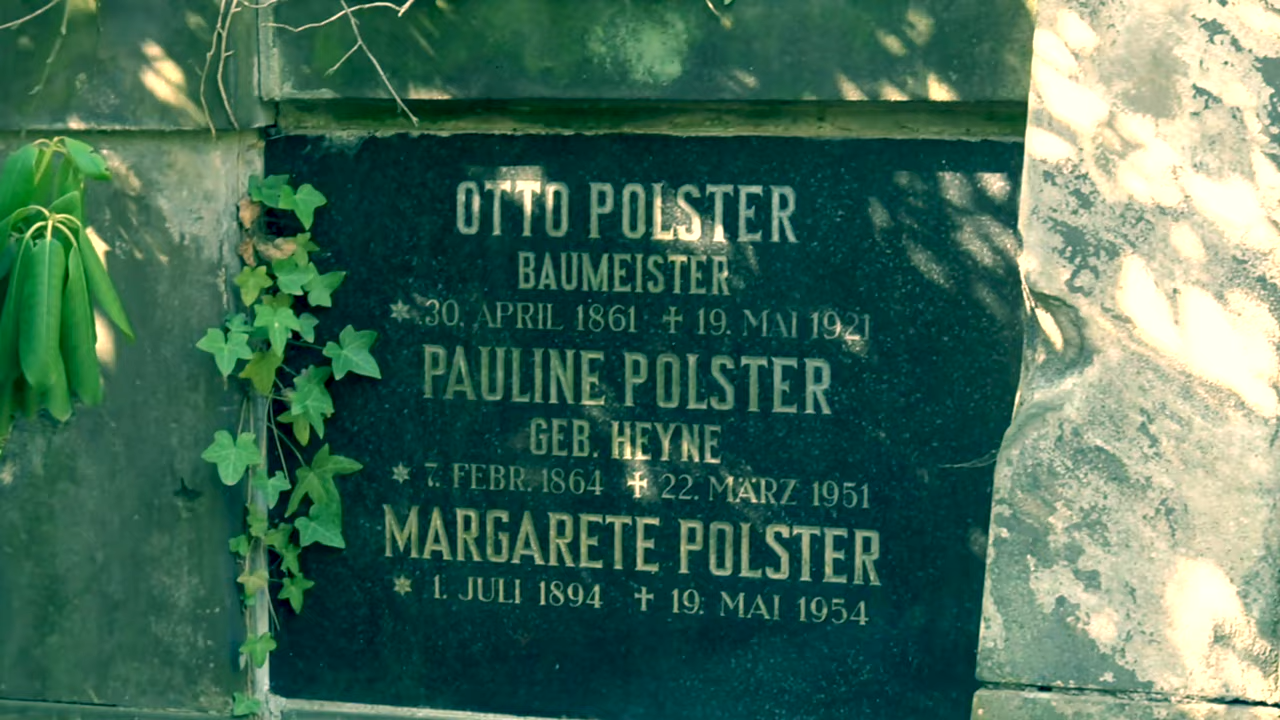 OTTO POLSTER
BAUMEISTER
* 30. APRIL 1861 ✝ 19. MAI 1921
PAULINE POLSTER
GEB. HEYNE
* 7. FEBR. 1864 ✝ 22. MÄRZ 1951
MARGARETE POLSTER
* 1. JULI 1894 ✝ 19. MAI 1954